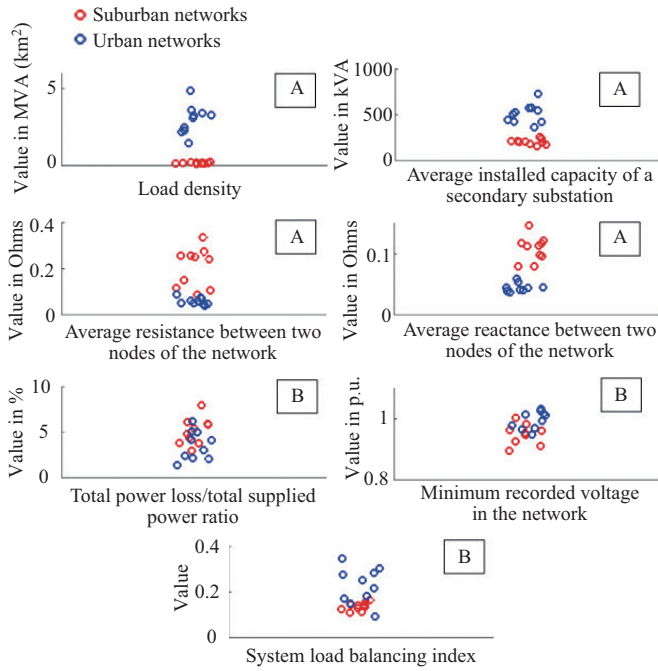 Suburban networks
Urban networks
Value in MVA (km²)
5
0
A
Load density
Value in kVA
1000
500
0
A
Average installed capacity of a
secondary substation
Value in Ohms
0.4
0.2
0
A
Average resistance between two
nodes of the network
Value in Ohms
0.1
0
A
Average reactance between two
nodes of the network
Value in %
10
5
0
B
Total power loss/total supplied
power ratio
Value in p.u.
1
0.8
B
Minimum recorded voltage
in the network
Value
0.4
0.2
0
B
System load balancing index